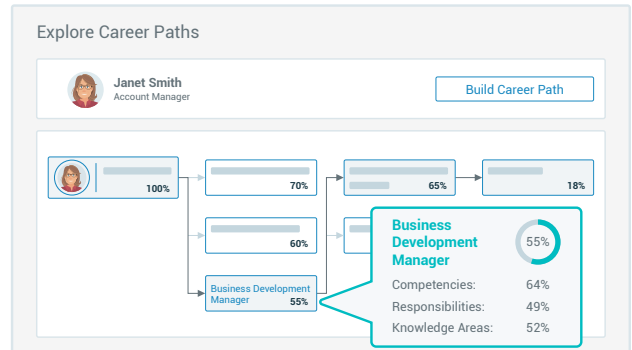 Explore Career Paths
Janet Smith
Account Manager
Build Career Path
100%
70%
65%
18%
60%
Business Development
Manager
55%
Business
Development
Manager
55%
Competencies: 64%
Responsibilities: 49%
Knowledge Areas: 52%